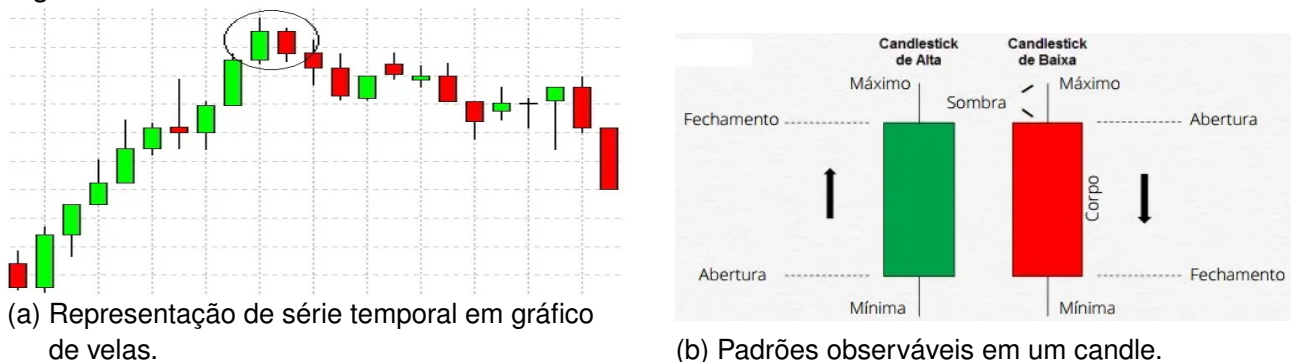 Candlestick
de Alta
Candlestick
de Baixa
Máximo
Máximo
Sombra
Fechamento
Abertura
Corpo
Abertura
Fechamento
Mínima
Mínima
(a) Representação de série temporal em gráfico
de velas.
(b) Padrões observáveis em um candle.